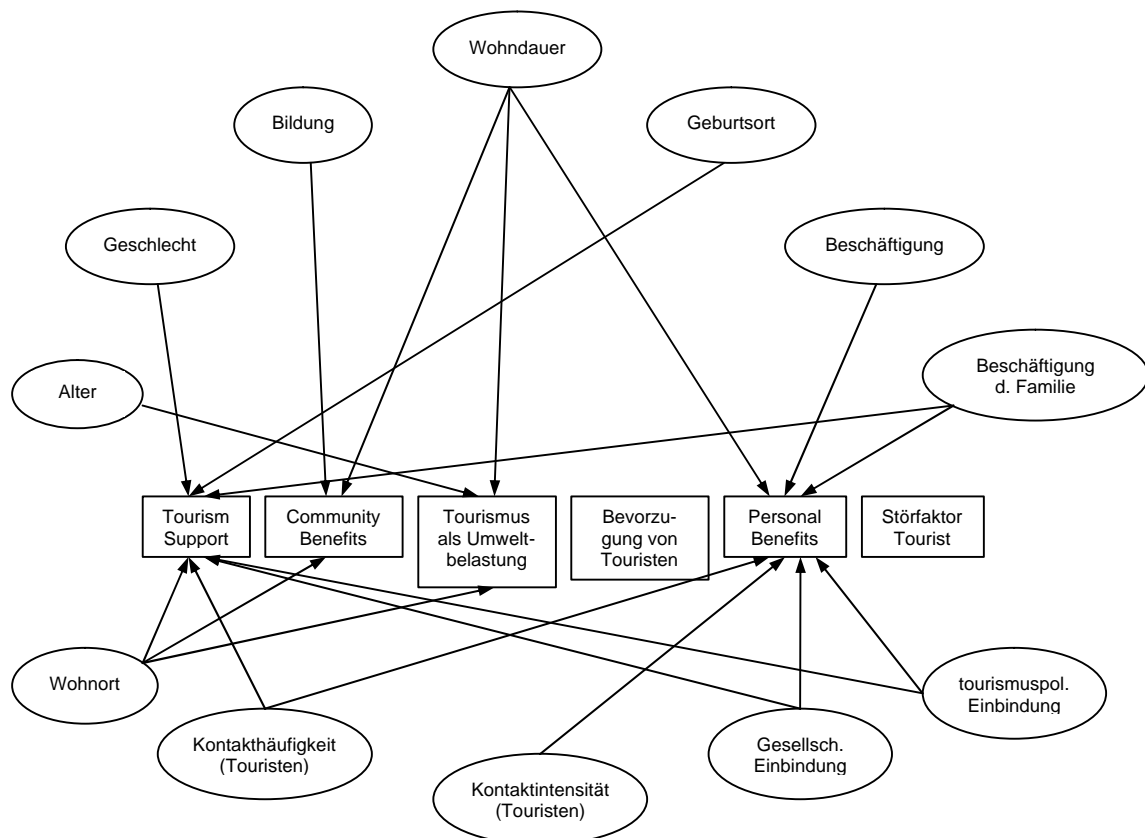 Wohndauer
Bildung
Geburtsort
Geschlecht
Beschäftigung
Alter
Beschäftigung
d. Familie
Tourism
Support
Community
Benefits
Tourismus
als Umwelt-
belastung
Bevorzu-
gung von
Touristen
Personal
Benefits
Störfaktor
Tourist
Wohnort
tourismuspol.
Einbindung
Kontakthäufigkeit
(Touristen)
Gesellsch.
Einbindung
Kontaktintensität
(Touristen)